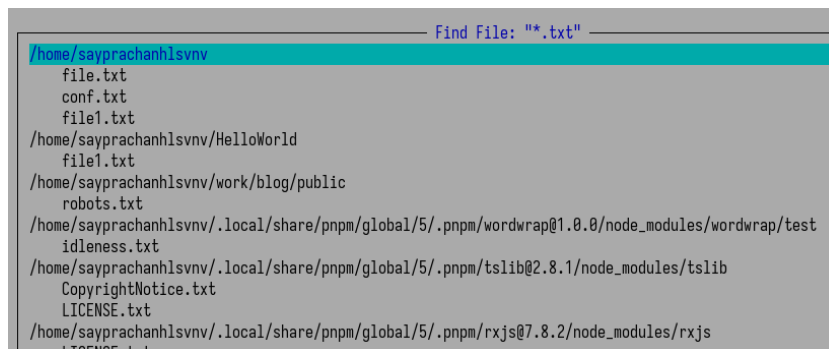 Find File: "*.txt"
/home/sayprachanhlsvnv
file.txt
conf.txt
file1.txt
/home/sayprachanhlsvnv/HelloWorld
file1.txt
/home/sayprachanhlsvnv/work/blog/public
robots.txt
/home/sayprachanhlsvnv/.local/share/pnpm/global/5/.pnpm/wordwrap@1.0.0/node_modules/wordwrap/test
idleness.txt
/home/sayprachanhlsvnv/.local/share/pnpm/global/5/.pnpm/tslib@2.8.1/node_modules/tslib
CopyrightNotice.txt
LICENSE.txt
/home/sayprachanhlsvnv/.local/share/pnpm/global/5/.pnpm/rxjs@7.8.2/node_modules/rxjs